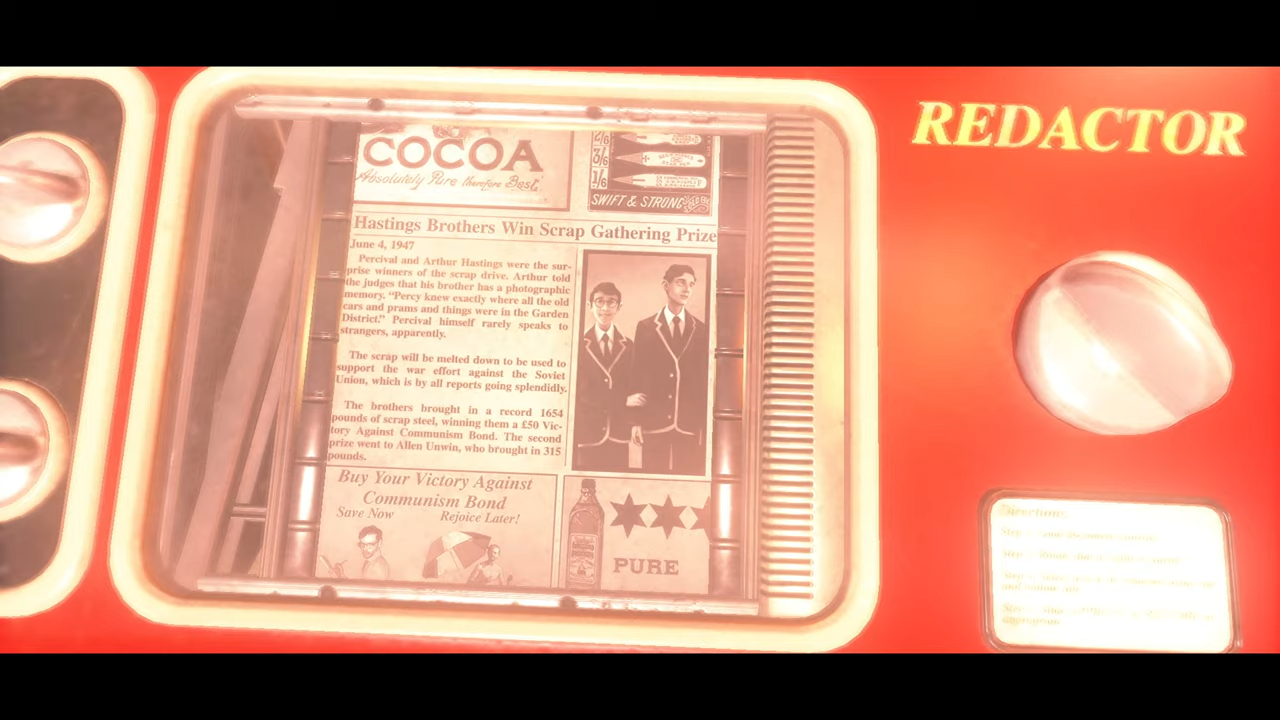 REDACTOR
COCOA
Absolutely Pure therefore Best.
2/6
3/6
1/6
SWIFT & STRONG
Hastings Brothers Win Scrap Gathering Prize
June 4, 1947
Percival and Arthur Hastings were the sur-
prise winners of the scrap drive. Arthur told
the judges that his brother has a photographic
memory. “Percy knew exactly where all the old
cars and prams and things were in the Garden
District.” Percival himself rarely speaks to
strangers, apparently.
The scrap will be melted down to be used to
support the war effort against the Soviet
Union, which is by all reports going splendidly.
The brothers brought in a record 1654
pounds of scrap steel, winning them a £50 Vic-
tory Against Communism Bond. The second
prize went to Allen Unwin, who brought in 315
pounds.
Buy Your Victory Against
Communism Bond
Save Now
Rejoice Later!
PURE
Directions: